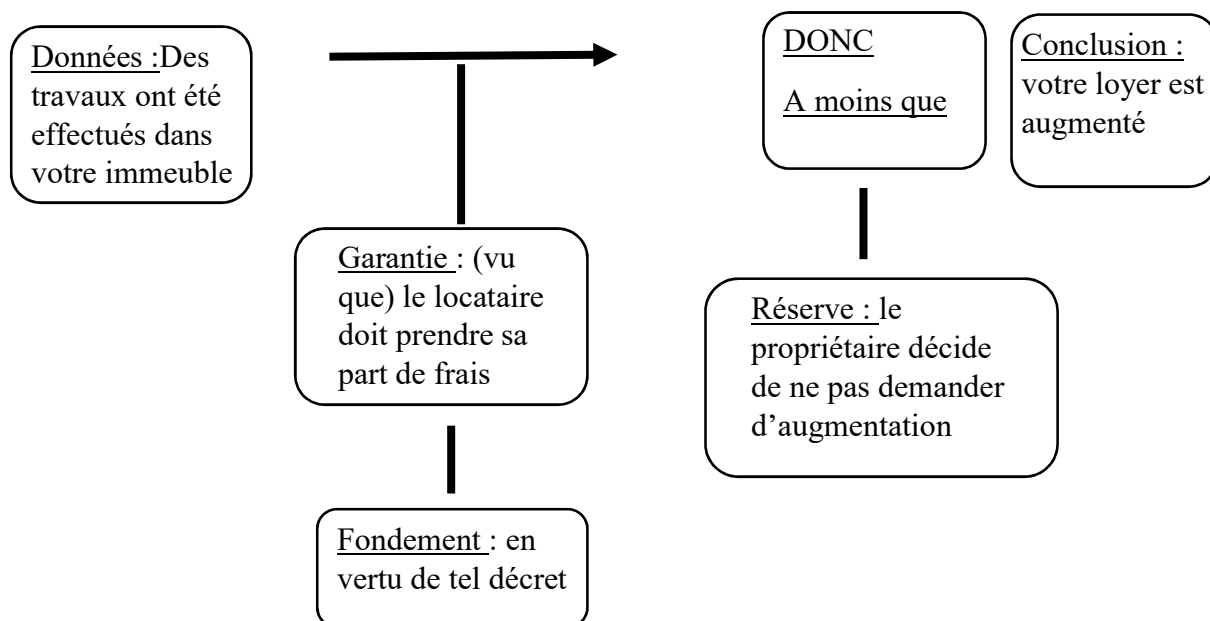 Données :Des
travaux ont été
effectués dans
votre immeuble
DONC
A moins que
Conclusion :
votre loyer est
augmenté
Garantie : (vu
que) le locataire
doit prendre sa
part de frais
Réserve : le
propriétaire décide
de ne pas demander
d’augmentation
Fondement : en
vertu de tel décret